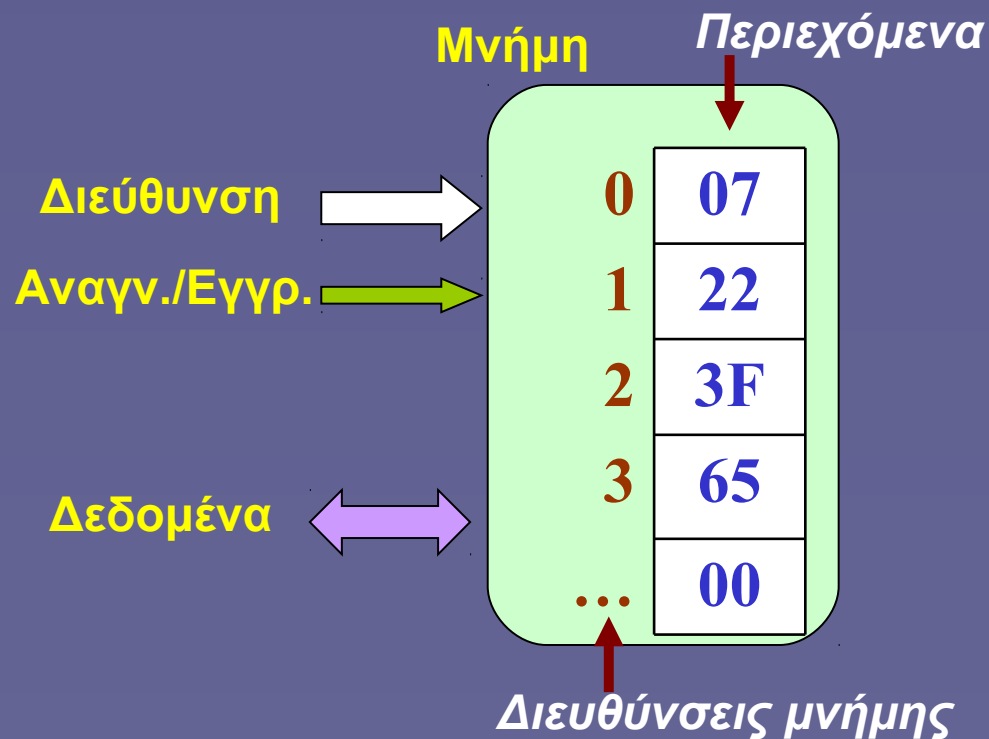 Μνήμη
Περιεχόμενα
Διεύθυνση
0 07
Αναγν./Εγγρ.
1 22
2 3F
3 65
Δεδομένα
... 00
Διευθύνσεις μνήμης